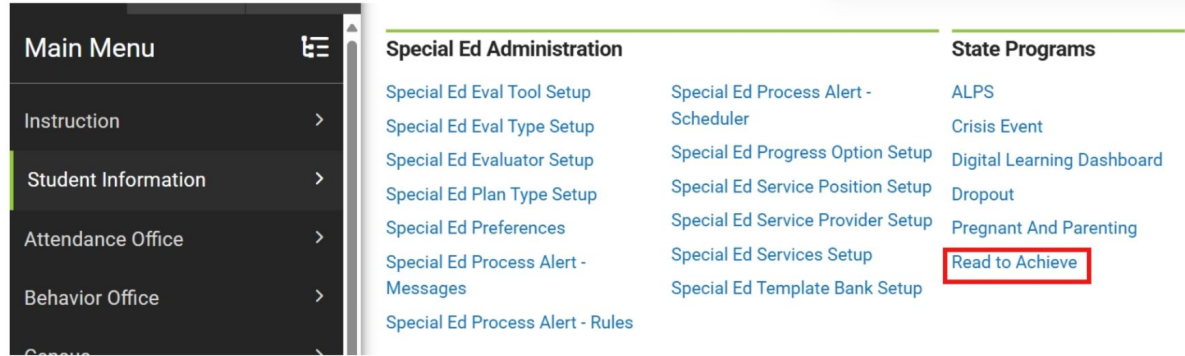 Main Menu
Instruction
Student Information
Attendance Office
Behavior Office
Special Ed Administration
Special Ed Eval Tool Setup
Special Ed Eval Type Setup
Special Ed Evaluator Setup
Special Ed Plan Type Setup
Special Ed Preferences
Special Ed Process Alert -
Messages
Special Ed Process Alert - Rules
Special Ed Process Alert -
Scheduler
Special Ed Progress Option Setup
Special Ed Service Position Setup
Special Ed Service Provider Setup
Special Ed Services Setup
Special Ed Template Bank Setup
State Programs
ALPS
Crisis Event
Digital Learning Dashboard
Dropout
Pregnant And Parenting
Read to Achieve